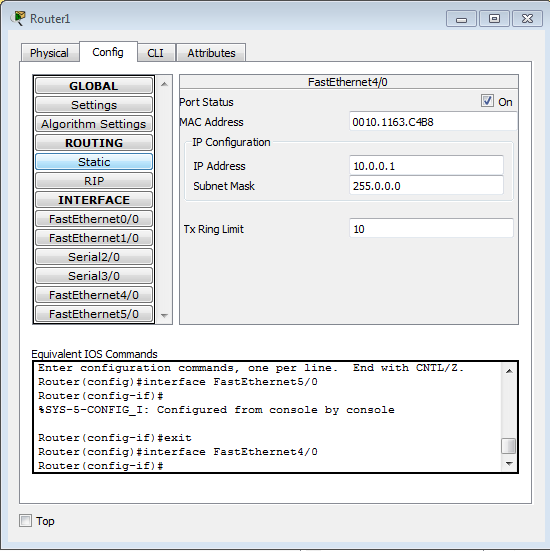 Router1
Physical Config CLI Attributes
GLOBAL
Settings
Algorithm Settings
ROUTING
Static
RIP
INTERFACE
FastEthernet0/0
FastEthernet1/0
Serial2/0
Serial3/0
FastEthernet4/0
FastEthernet5/0
FastEthernet4/0
Port Status On
MAC Address 0010.1163.C4B8
IP Configuration
IP Address 10.0.0.1
Subnet Mask 255.0.0.0
Tx Ring Limit 10
Equivalent IOS Commands
Enter configuration commands, one per line.  End with CNTL/Z.
Router(config)#interface FastEthernet5/0
Router(config-if)#
%SYS-5-CONFIG_I: Configured from console by console
Router(config-if)#exit
Router(config)#interface FastEthernet4/0
Router(config-if)#
Top